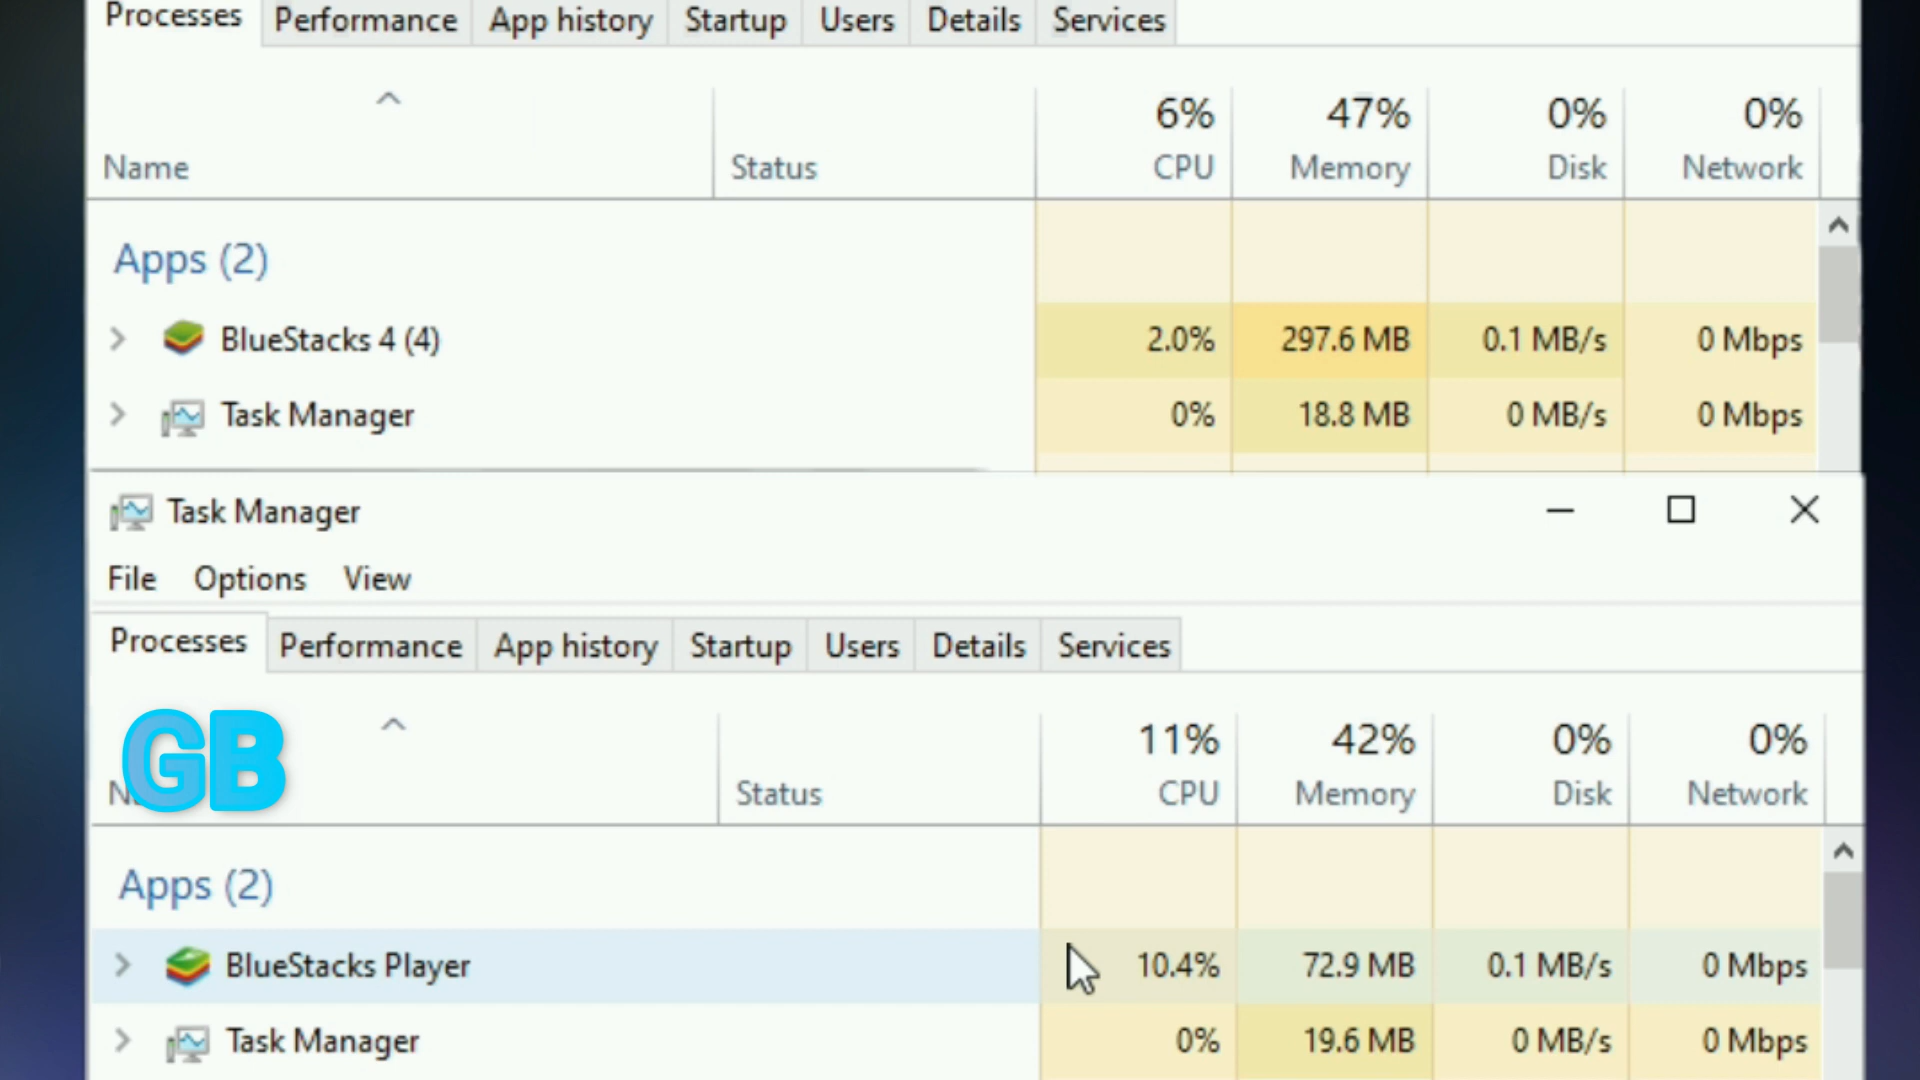 Processes Performance App history Startup Users Details Services
6% 47% 0% 0%
Name Status CPU Memory Disk Network
Apps (2)
BlueStacks 4 (4) 2.0% 297.6 MB 0.1 MB/s 0 Mbps
Task Manager 0% 18.8 MB 0 MB/s 0 Mbps
Task Manager
File Options View
Processes Performance App history Startup Users Details Services
GB
11% 42% 0% 0%
Status CPU Memory Disk Network
Apps (2)
BlueStacks Player 10.4% 72.9 MB 0.1 MB/s 0 Mbps
Task Manager 0% 19.6 MB 0 MB/s 0 Mbps